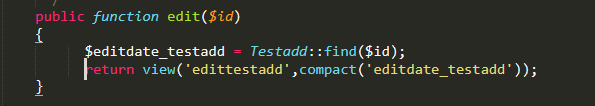 public function edit($id)
{
$editdate_testadd = Testadd::find($id);
return view('edittestadd',compact('editdate_testadd'));
}